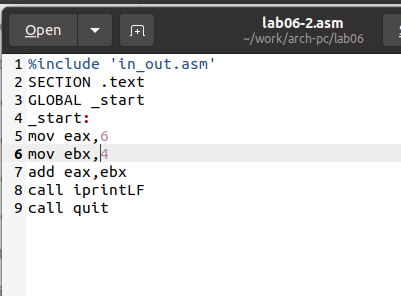 Open
lab06-2.asm
~/work/arch-pc/lab06
1 %include 'in_out.asm'
2 SECTION .text
3 GLOBAL _start
4 _start:
5 mov eax,6
6 mov ebx,4
7 add eax,ebx
8 call iprintLF
9 call quit